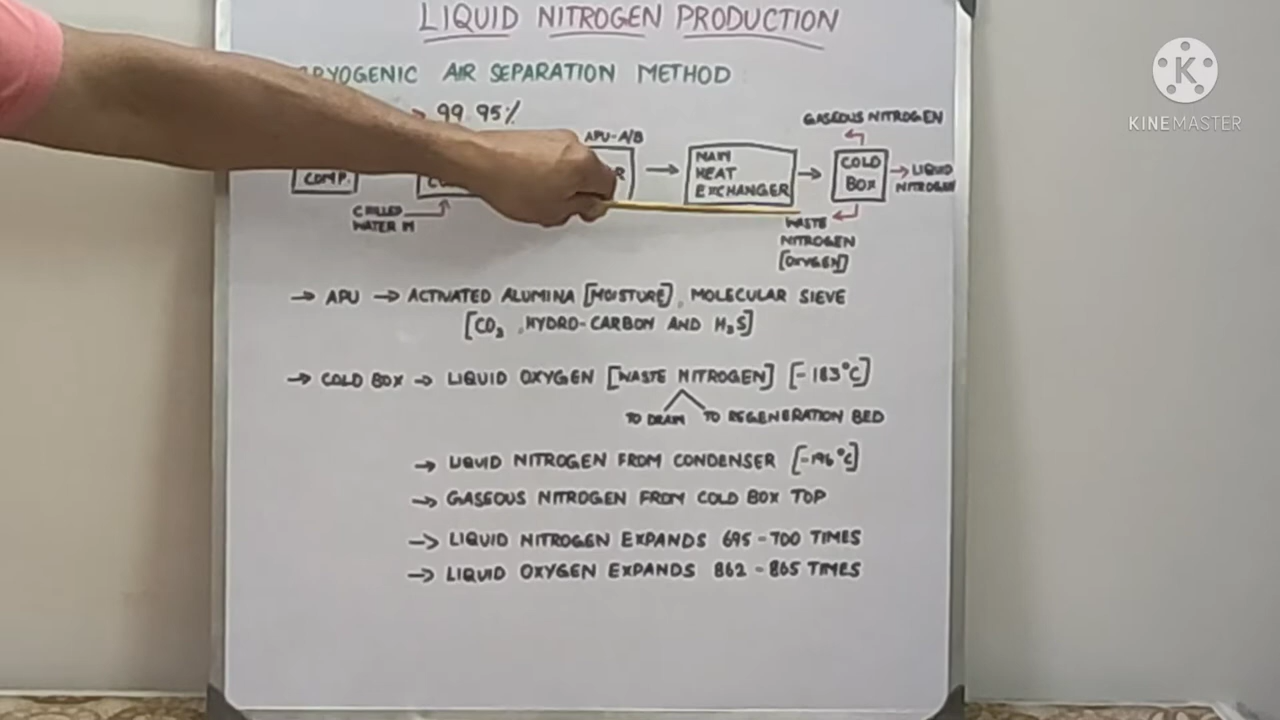 LIQUID NITROGEN PRODUCTION
CRYOGENIC AIR SEPARATION METHOD
→ 99.95%
APU-A/B
GASEOUS NITROGEN
COMP.
MAIN
HEAT
EXCHANGER
COLD
BOX
LIQUID
NITROGEN
CHILLED
WATER IN
WASTE
NITROGEN
[OXYGEN]
→ APU → ACTIVATED ALUMINA [MOISTURE], MOLECULAR SIEVE
[CO2, HYDRO-CARBON AND H2S]
→ COLD BOX → LIQUID OXYGEN [WASTE NITROGEN] [-183°C]
TO DRAIN TO REGENERATION BED
→ LIQUID NITROGEN FROM CONDENSER [-196°C]
→ GASEOUS NITROGEN FROM COLD BOX TOP
→ LIQUID NITROGEN EXPANDS 695-700 TIMES
→ LIQUID OXYGEN EXPANDS 862-865 TIMES
K
KINEMASTER